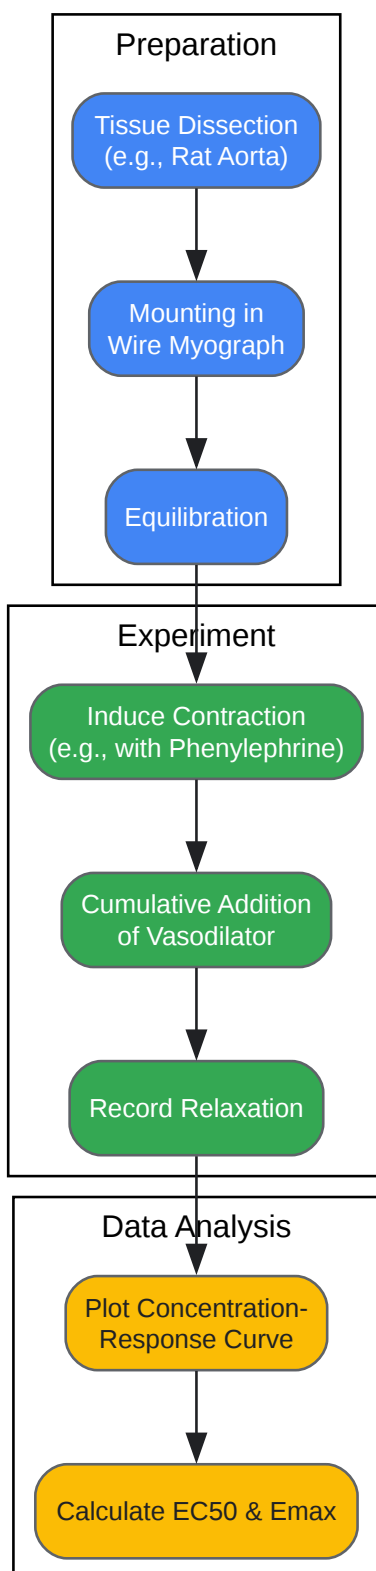 Preparation
Tissue Dissection
(e.g., Rat Aorta)
Mounting in
Wire Myograph
Equilibration
Experiment
Induce Contraction
(e.g., with Phenylephrine)
Cumulative Addition
of Vasodilator
Record Relaxation
Data Analysis
Plot Concentration-
Response Curve
Calculate EC50 & Emax